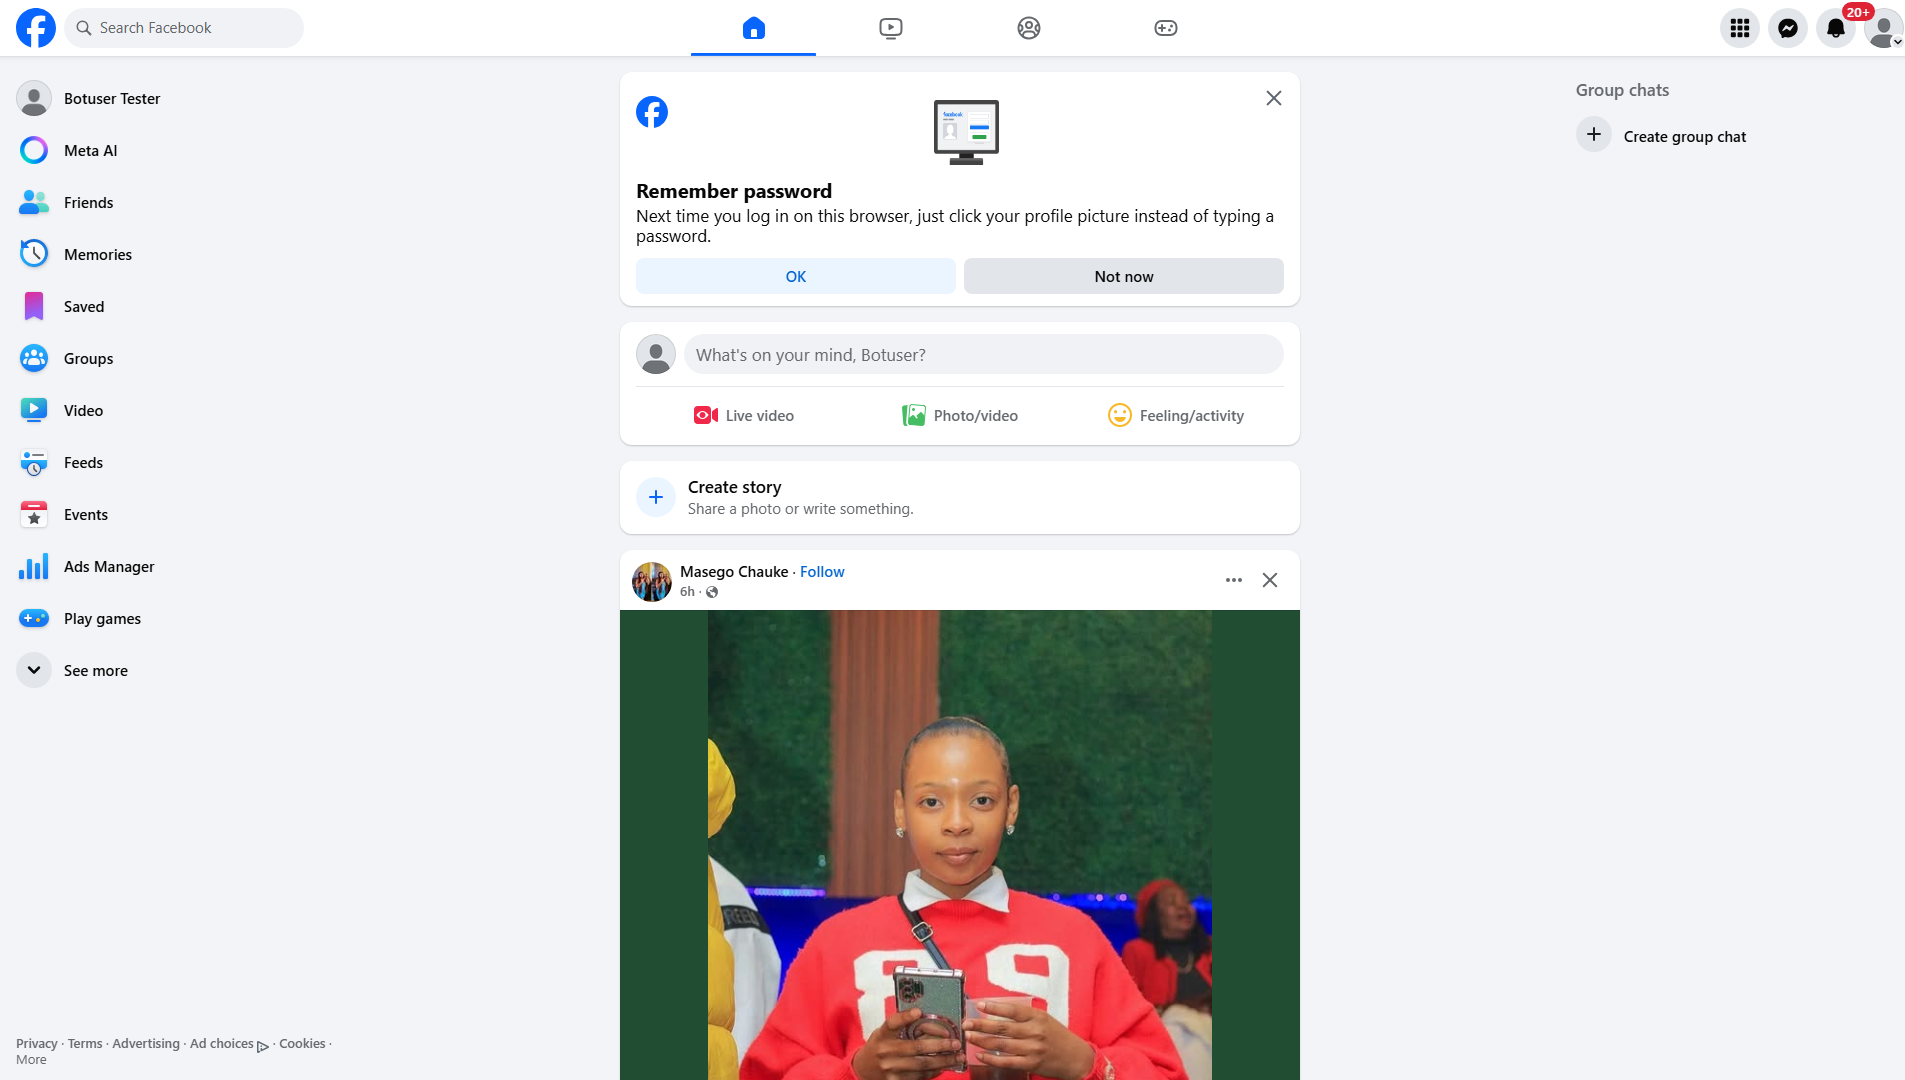 Search Facebook
20+
Botuser Tester
Meta AI
Friends
Memories
Saved
Groups
Video
Feeds
Events
Ads Manager
Play games
See more
Privacy · Terms · Advertising · Ad choices · Cookies ·
More
facebook
Remember password
Next time you log in on this browser, just click your profile picture instead of typing a
password.
OK
Not now
What's on your mind, Botuser?
Live video
Photo/video
Feeling/activity
Create story
Share a photo or write something.
Masego Chauke · Follow
6h ·
Group chats
Create group chat